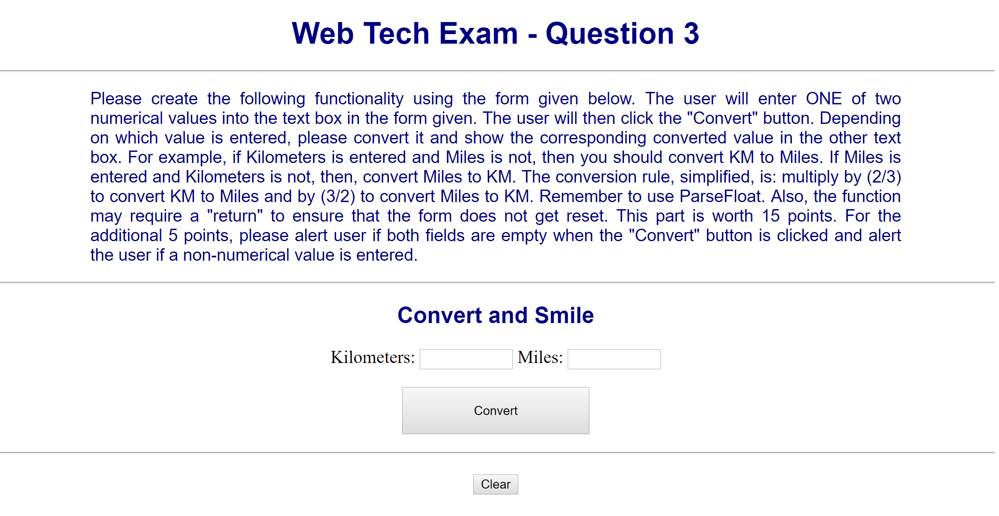 Web Tech Exam - Question 3
Please create the following functionality using the form given below. The user will enter ONE of two
numerical values into the text box in the form given. The user will then click the "Convert" button. Depending
on which value is entered, please convert it and show the corresponding converted value in the other text
box. For example, if Kilometers is entered and Miles is not, then you should convert KM to Miles. If Miles is
entered and Kilometers is not, then, convert Miles to KM. The conversion rule, simplified, is: multiply by (2/3)
to convert KM to Miles and by (3/2) to convert Miles to KM. Remember to use ParseFloat. Also, the function
may require a "return" to ensure that the form does not get reset. This part is worth 15 points. For the
additional 5 points, please alert user if both fields are empty when the "Convert" button is clicked and alert
the user if a non-numerical value is entered.
Convert and Smile
Kilometers: Miles:
Convert
Clear